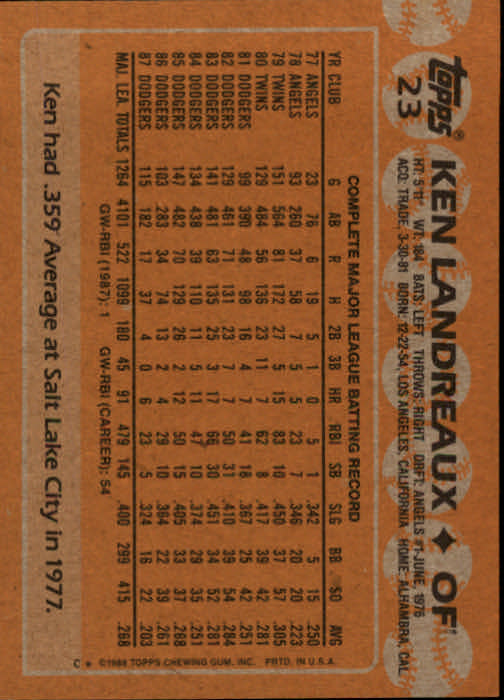 Topps®
23
KEN LANDREAUX ◆ OF
HT: 5'11" WT: 184 BATS: LEFT THROWS: RIGHT DRFT: ANGELS #1-JUNE, 1976
ACQ: TRADE, 3-30-81 BORN: 12-22-54, LOS ANGELES, CALIFORNIA HOME: ALHAMBRA, CAL.
COMPLETE MAJOR LEAGUE BATTING RECORD
YR CLUB G AB R H 2B 3B HR RBI SB SLG BB SO AVG
77 ANGELS 23 76 6 19 5 1 0 5 1 .342 5 15 .250
78 ANGELS 93 260 37 58 7 5 5 23 7 .346 20 20 .223
79 TWINS 151 564 81 172 27 5 15 83 10 .450 37 57 .305
80 TWINS 129 484 56 136 23 11 7 62 8 .417 39 42 .281
81 DODGERS 99 390 48 98 16 4 7 41 18 .367 25 42 .251
82 DODGERS 129 461 71 131 23 7 7 50 31 .410 39 54 .284
83 DODGERS 141 481 63 135 25 3 17 66 30 .451 34 52 .281
84 DODGERS 134 438 39 110 11 5 11 47 10 .374 29 35 .251
85 DODGERS 147 482 70 129 26 2 12 50 15 .405 33 37 .268
86 DODGERS 103 283 34 74 13 2 4 29 10 .364 22 39 .261
87 DODGERS 115 182 17 37 4 0 6 23 5 .324 16 22 .203
MAJ. LEA. TOTALS 1264 4101 522 1099 180 45 91 479 145 .400 299 415 .268
GW-RBI (1987): 1 GW-RBI (CAREER): 54
Ken had .359 Average at Salt Lake City in 1977.
C * ©1988 TOPPS CHEWING GUM, INC. PRTD. IN U.S.A.